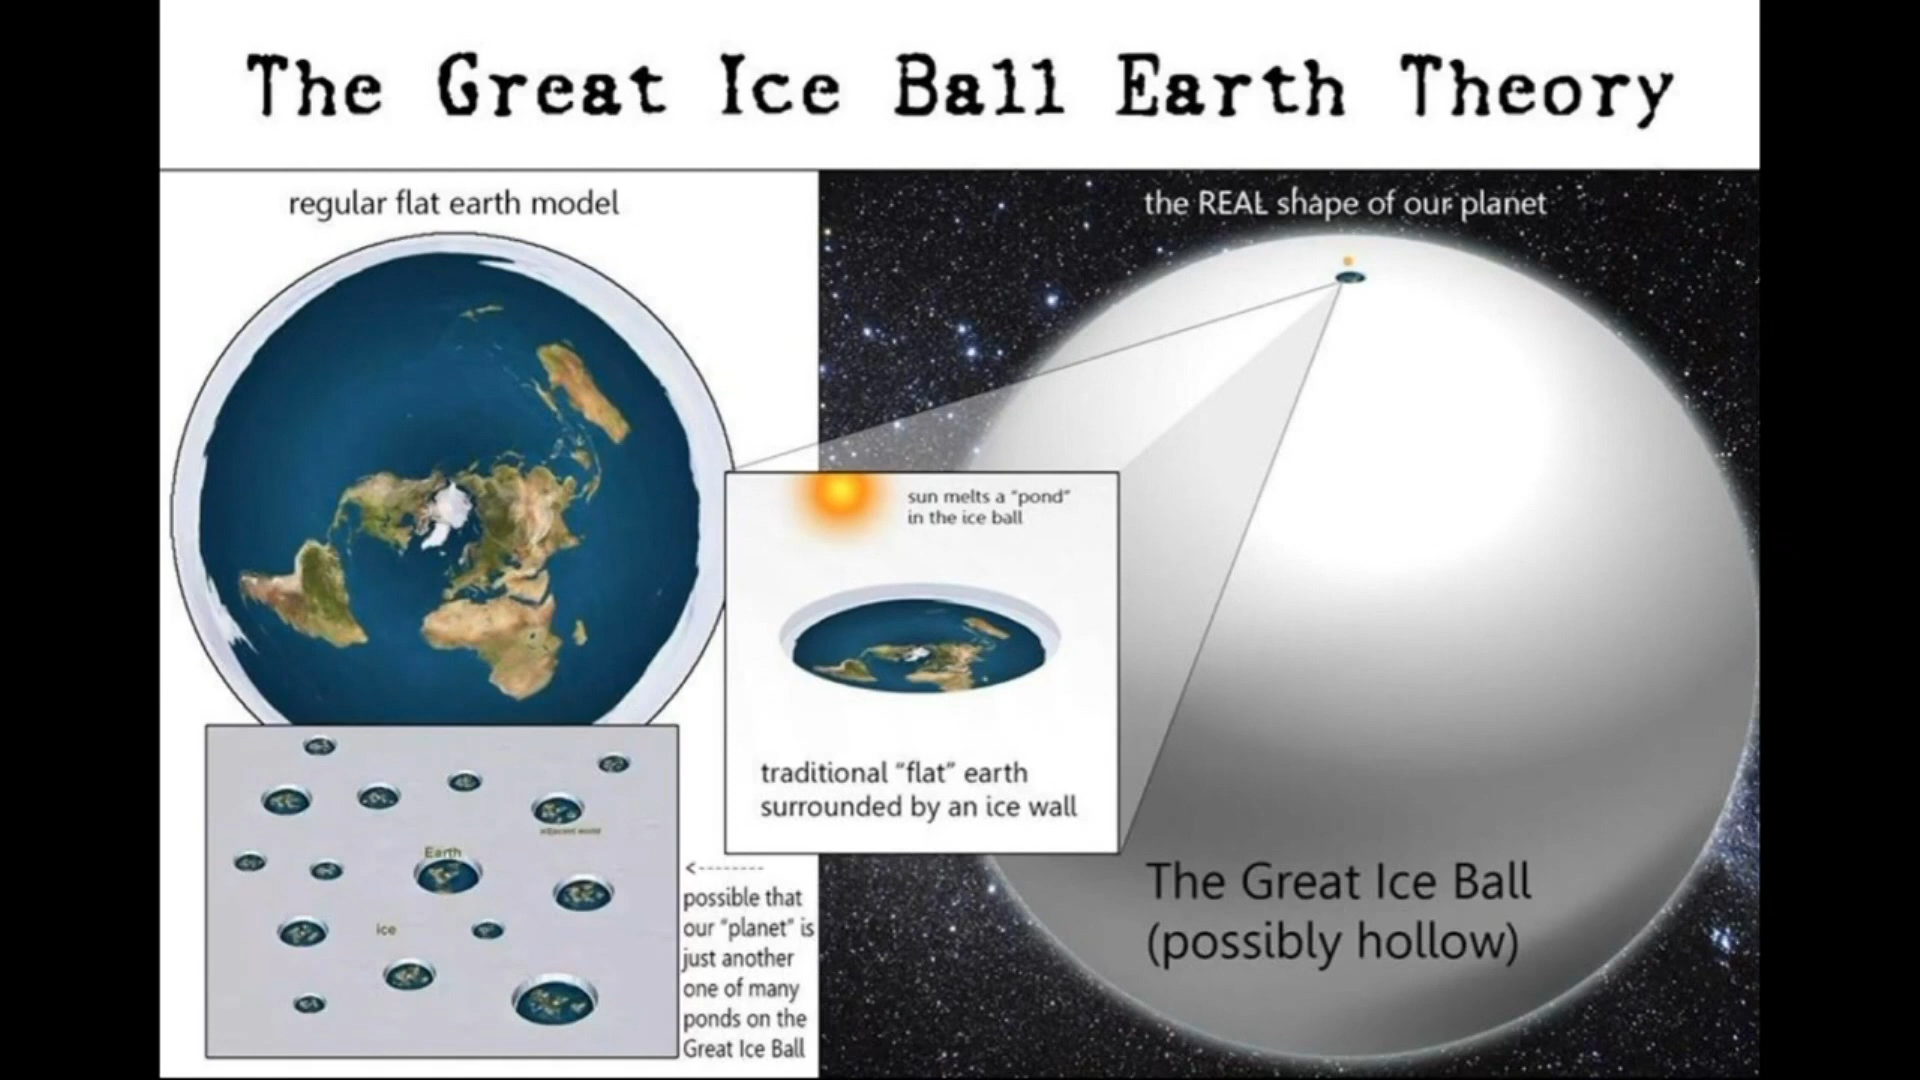 The Great Ice Ball Earth Theory
regular flat earth model
the REAL shape of our planet
sun melts a "pond"
in the ice ball
traditional "flat" earth
surrounded by an ice wall
adjacent world
Earth
Ice
<--------
possible that
our "planet" is
just another
one of many
ponds on the
Great Ice Ball
The Great Ice Ball
(possibly hollow)